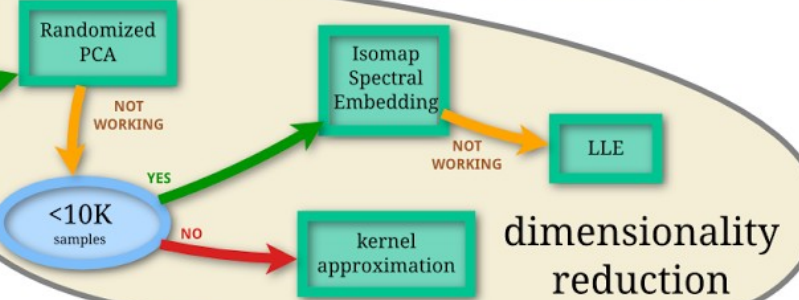 Randomized
PCA
NOT
WORKING
Isomap
Spectral
Embedding
NOT
WORKING
LLE
YES
<10K
samples
NO
kernel
approximation
dimensionality
reduction